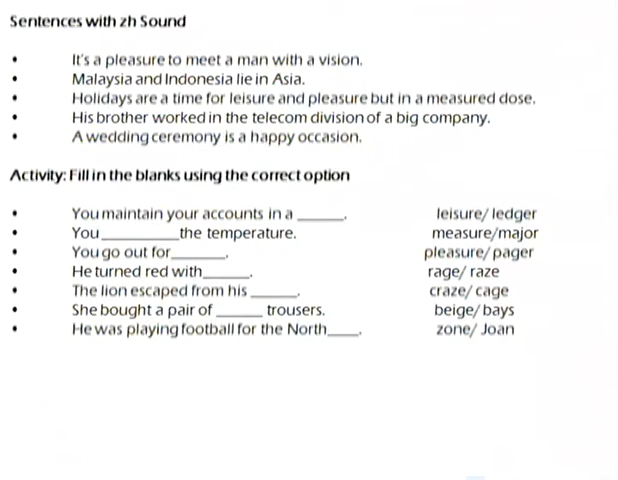 Sentences with zh Sound
• It's a pleasure to meet a man with a vision.
• Malaysia and Indonesia lie in Asia.
• Holidays are a time for leisure and pleasure but in a measured dose.
• His brother worked in the telecom division of a big company.
• A wedding ceremony is a happy occasion.
Activity: Fill in the blanks using the correct option
• You maintain your accounts in a ______. leisure/ ledger
• You__________the temperature. measure/major
• You go out for_______. pleasure/ pager
• He turned red with______. rage/ raze
• The lion escaped from his ______. craze/ cage
• She bought a pair of ______ trousers. beige/ bays
• He was playing football for the North____. zone/ Joan